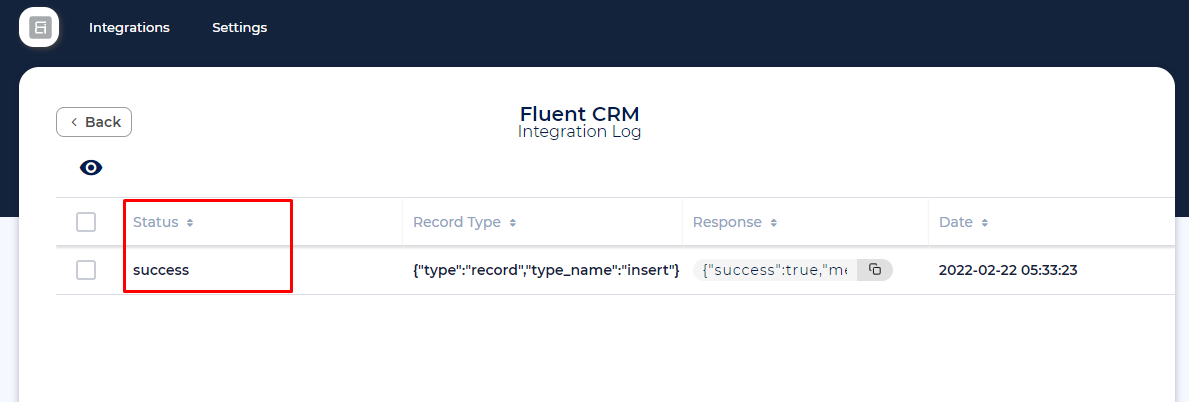 Integrations Settings
Back
Fluent CRM
Integration Log
Status Record Type Response Date
success {"type":"record","type_name":"insert"} {"success":true,"me 2022-02-22 05:33:23